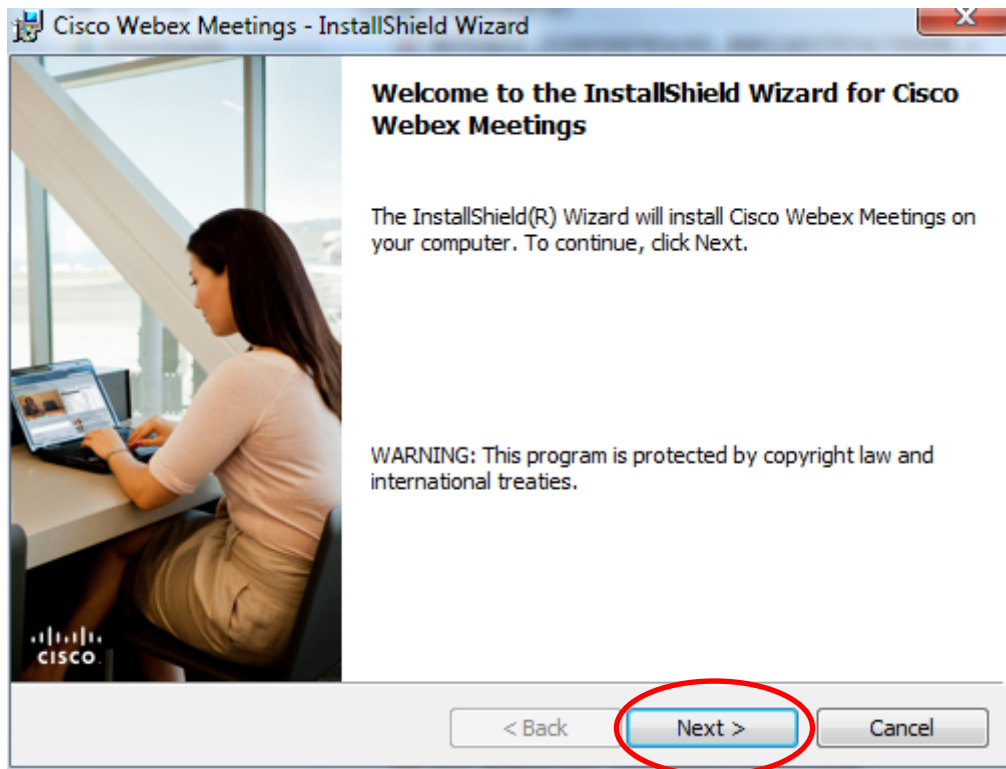 Cisco Webex Meetings - InstallShield Wizard
X
Welcome to the InstallShield Wizard for Cisco
Webex Meetings
The InstallShield(R) Wizard will install Cisco Webex Meetings on
your computer. To continue, click Next.
WARNING: This program is protected by copyright law and
international treaties.
CISCO.
< Back
Next >
Cancel